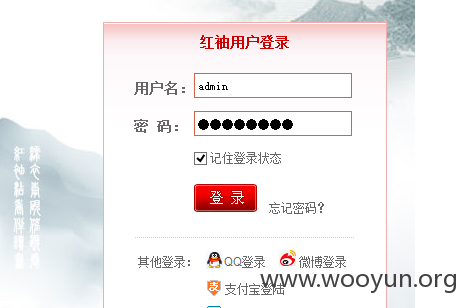 红袖用户登录
用户名：admin
密 码：●●●●●●●●
记住登录状态
登 录 忘记密码？
其他登录： QQ登录 微博登录
支付宝登陆
www.wooyun.org